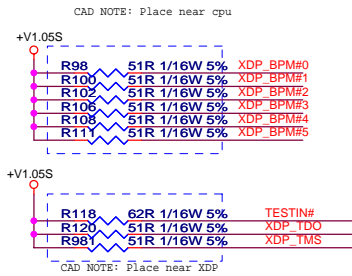 CAD NOTE: Place near cpu
+V1.05S
R98 51R 1/16W 5% XDP_BPM#0
R100 51R 1/16W 5% XDP_BPM#1
R102 51R 1/16W 5% XDP_BPM#2
R106 51R 1/16W 5% XDP_BPM#3
R108 51R 1/16W 5% XDP_BPM#4
R111 51R 1/16W 5% XDP_BPM#5
+V1.05S
R118 62R 1/16W 5% TESTIN#
R120 51R 1/16W 5% XDP_TDO
R981 51R 1/16W 5% XDP_TMS
CAD NOTE: Place near XDP